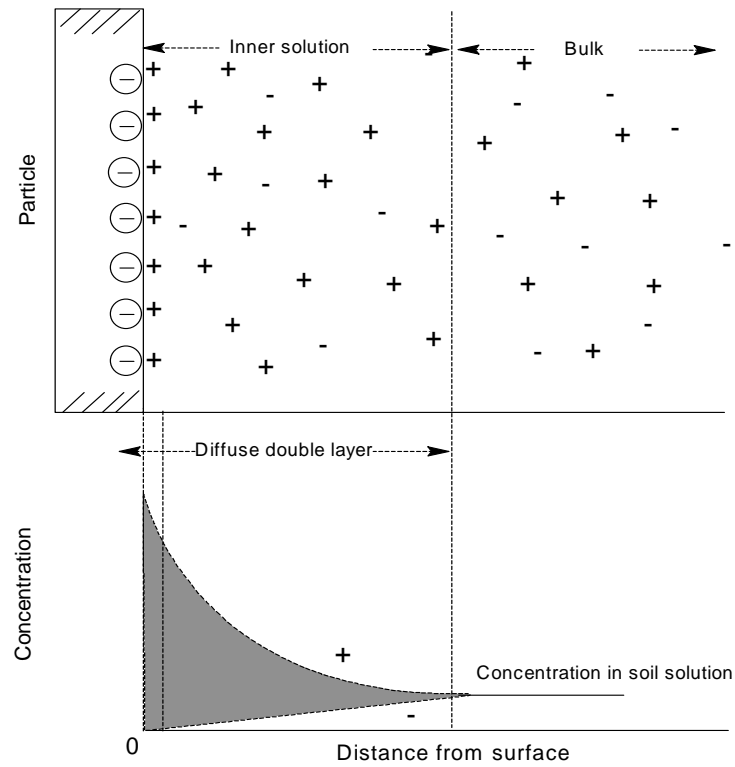 Inner solution
Bulk
Particle
Diffuse double layer
Concentration
+
Concentration in soil solution
-
0
Distance from surface